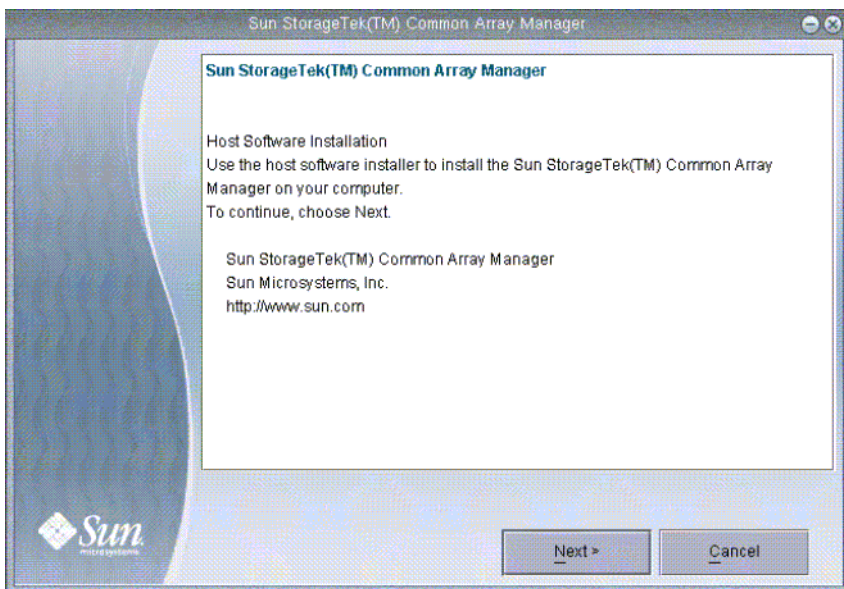 Sun StorageTek(TM) Common Array Manager
Sun StorageTek(TM) Common Array Manager
Host Software Installation
Use the host software installer to install the Sun StorageTek(TM) Common Array
Manager on your computer.
To continue, choose Next.
Sun StorageTek(TM) Common Array Manager
Sun Microsystems, Inc.
http://www.sun.com
Sun
microsystems
Next >
Cancel